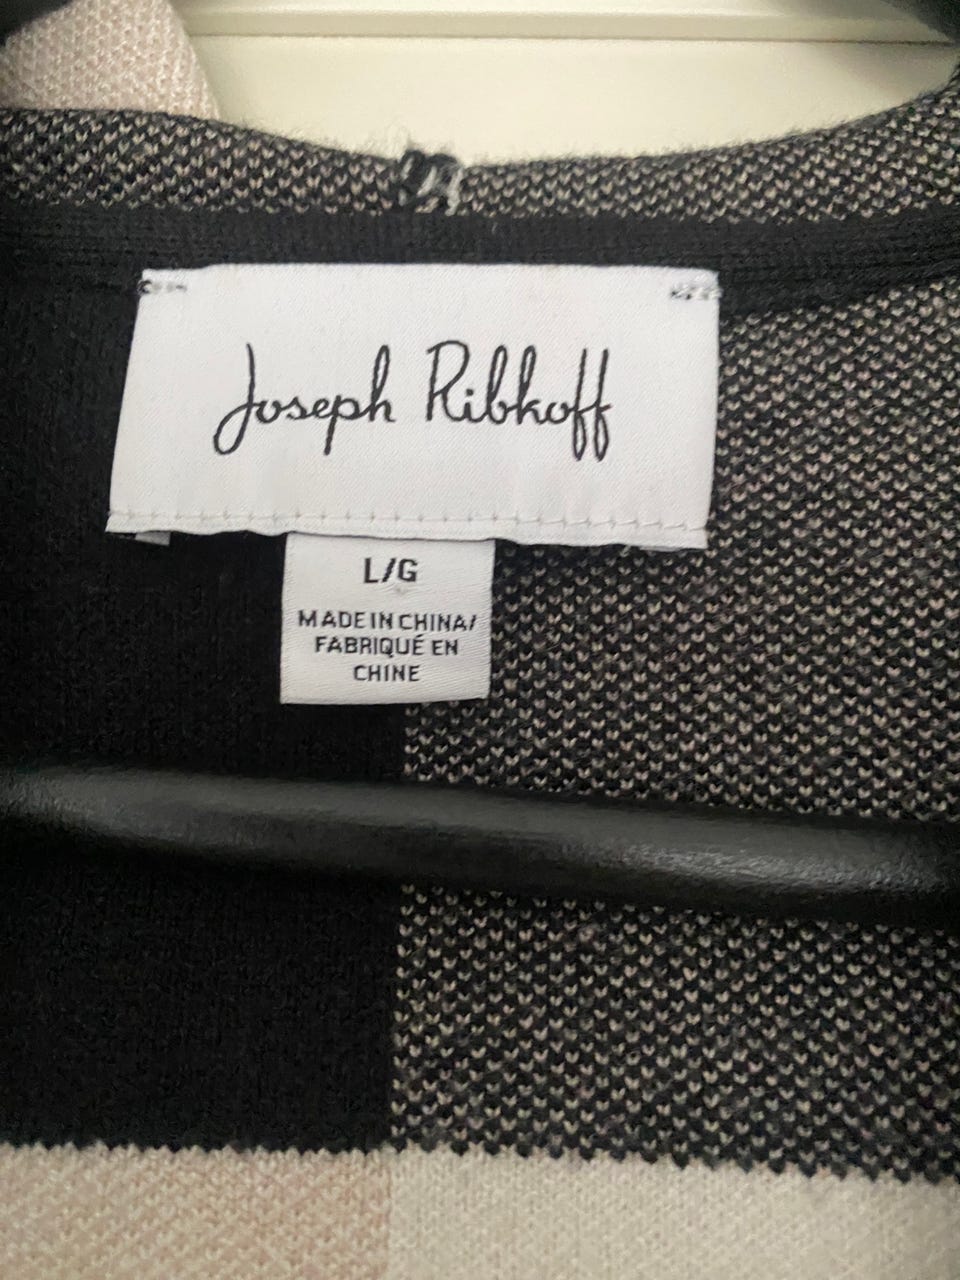 Joseph Ribkoff
L/G
MADE IN CHINA/
FABRIQUÉ EN
CHINE